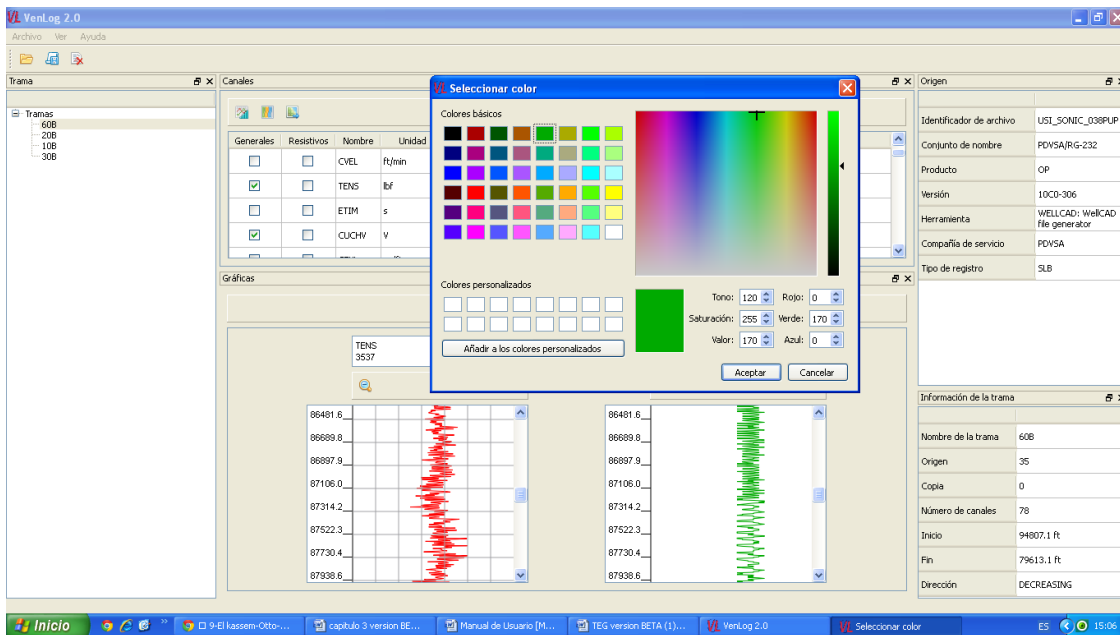 VenLog 2.0
Archivo Ver Ayuda
Trama
Tramas
60B
20B
10B
30B
Canales
Generales Resistivos Nombre Unidad
CVEL ft/min
TENS lbf
ETIM s
CUCHV V
Gráficas
TENS
3537
86481.6
86689.8
86897.9
87106.0
87314.2
87522.3
87730.4
87938.6
86481.6
86689.8
86897.9
87106.0
87314.2
87522.3
87730.4
87938.6
Seleccionar color
Colores básicos
Colores personalizados
Añadir a los colores personalizados
Tono: 120 Rojo: 0
Saturación: 255 Verde: 170
Valor: 170 Azul: 0
Aceptar Cancelar
Origen
Identificador de archivo USI_SONIC_038PUP
Conjunto de nombre PDVSA/RG-232
Producto OP
Versión 10C0-306
Herramienta WELLCAD: WellCAD
file generator
Compañía de servicio PDVSA
Tipo de registro SLB
Información de la trama
Nombre de la trama 60B
Origen 35
Copia 0
Número de canales 78
Inicio 94807.1 ft
Fin 79613.1 ft
Dirección DECREASING
Inicio
9-El kassem-Otto-...
capitulo 3 version BE...
Manual de Usuario [M...
TEG version BETA (1)...
VenLog 2.0
Seleccionar color
ES 15:06